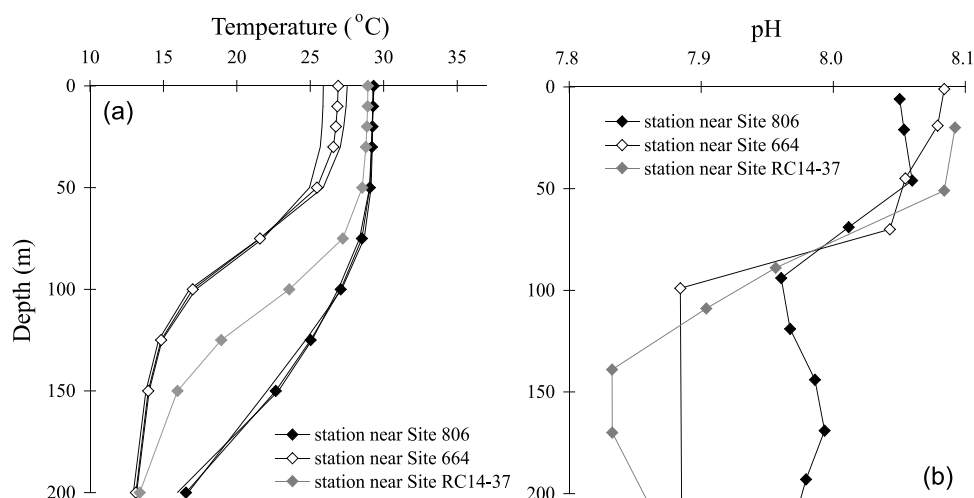 Temperature (°C)
10 15 20 25 30 35
0
50
100
150
200
Depth (m)
(a)
station near Site 806
station near Site 664
station near Site RC14-37
pH
7.8 7.9 8.0 8.1
0
50
100
150
200
station near Site 806
station near Site 664
station near Site RC14-37
(b)